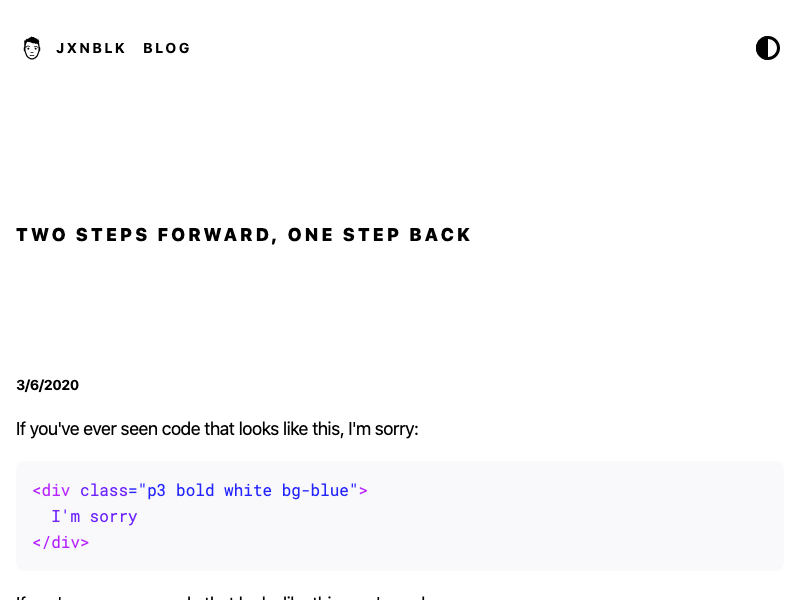 JXNBLK BLOG
TWO STEPS FORWARD, ONE STEP BACK
3/6/2020
If you've ever seen code that looks like this, I'm sorry:
<div class="p3 bold white bg-blue">
  I'm sorry
</div>